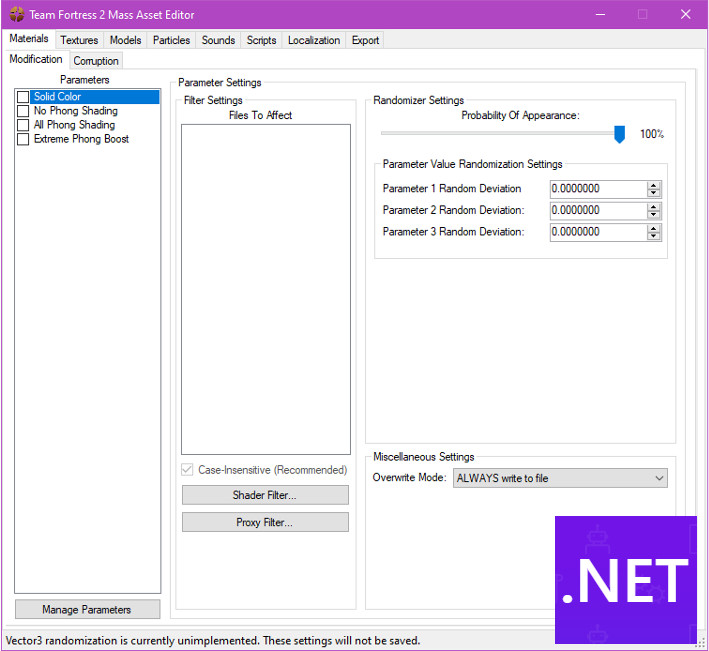 Team Fortress 2 Mass Asset Editor
Materials Textures Models Particles Sounds Scripts Localization Export
Modification Corruption
Parameters
Solid Color
No Phong Shading
All Phong Shading
Extreme Phong Boost
Manage Parameters
Parameter Settings
Filter Settings
Files To Affect
Case-Insensitive (Recommended)
Shader Filter...
Proxy Filter...
Randomizer Settings
Probability Of Appearance:
100%
Parameter Value Randomization Settings
Parameter 1 Random Deviation 0.0000000
Parameter 2 Random Deviation: 0.0000000
Parameter 3 Random Deviation: 0.0000000
Miscellaneous Settings
Overwrite Mode: ALWAYS write to file
.NET
Vector3 randomization is currently unimplemented. These settings will not be saved.